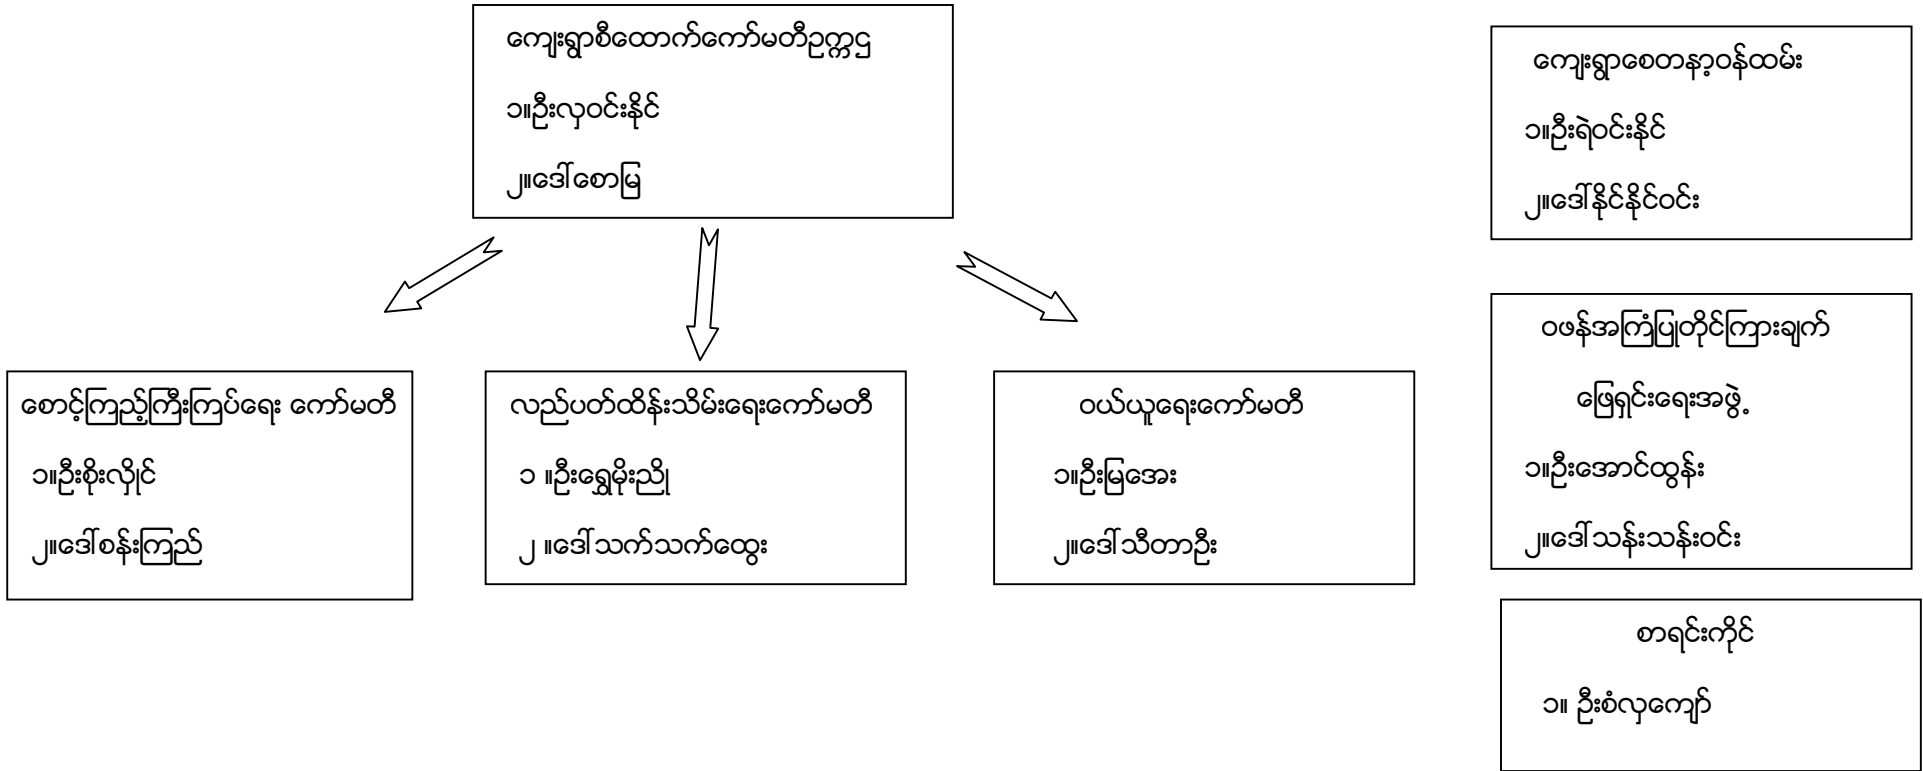 ကျေးရွာစီထောက်ကော်မတီဥက္ကဌ
၁။ဦးလှဝင်းနိုင်
၂။ဒေါ်စောမြ
ကျေးရွာစေတနာ့ဝန်ထမ်း
၁။ဦးရဲဝင်းနိုင်
၂။ဒေါ်နိုင်နိုင်ဝင်း
စောင့်ကြည့်ကြီးကြပ်ရေး ကော်မတီ
၁။ဦးစိုးလှိုင်
၂။ဒေါ်စန်းကြည်
လည်ပတ်ထိန်းသိမ်းရေးကော်မတီ
၁ ။ဦးရွှေမိုးညို
၂ ။ဒေါ်သက်သက်ထွေး
ဝယ်ယူရေးကော်မတီ
၁။ဦးမြအေး
၂။ဒေါ်သီတာဦး
ဝဖန်အကြံပြုတိုင်ကြားချက်
ဖြေရှင်းရေးအဖွဲ့
၁။ဦးအောင်ထွန်း
၂။ဒေါ်သန်းသန်းဝင်း
စာရင်းကိုင်
၁။ ဦးစံလှကျော်